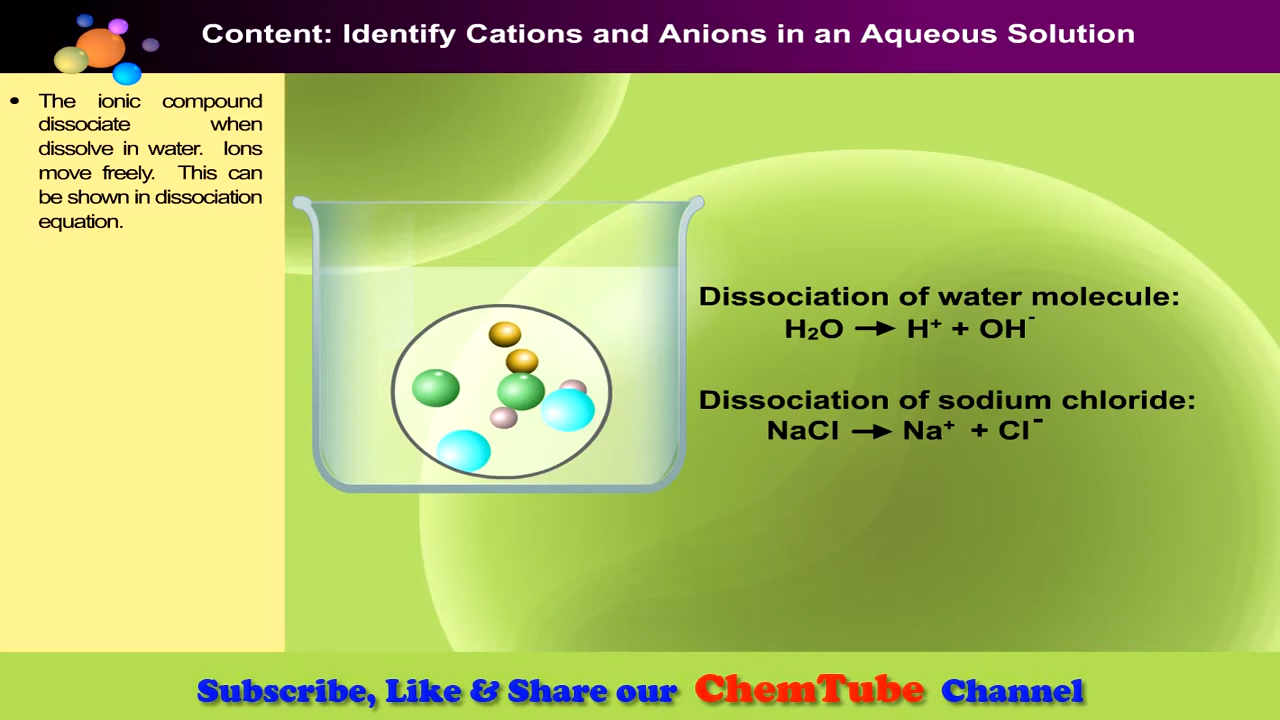 Content: Identify Cations and Anions in an Aqueous Solution
• The ionic compound
dissociate when
dissolve in water. Ions
move freely. This can
be shown in dissociation
equation.
Dissociation of water molecule:
H₂O → H⁺ + OH⁻
Dissociation of sodium chloride:
NaCl → Na⁺ + Cl⁻
Subscribe, Like & Share our ChemTube Channel